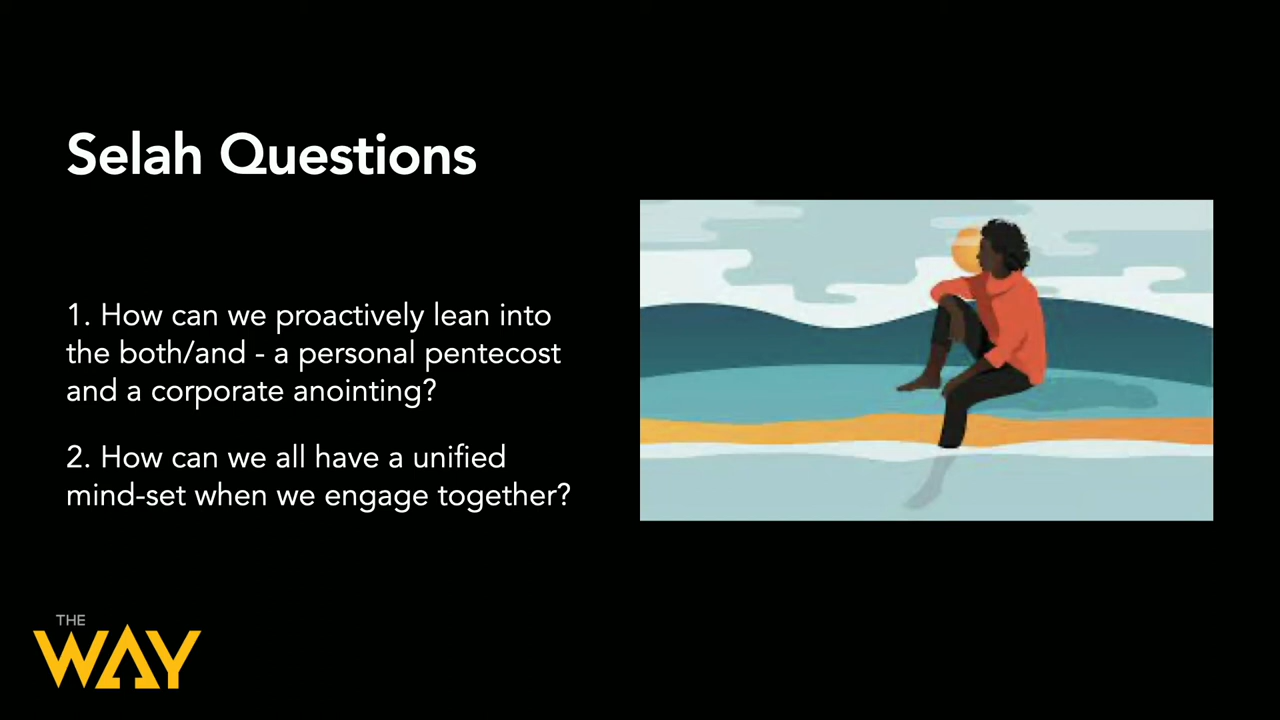 Selah Questions
1. How can we proactively lean into
the both/and - a personal pentecost
and a corporate anointing?
2. How can we all have a unified
mind-set when we engage together?
THE
WAY